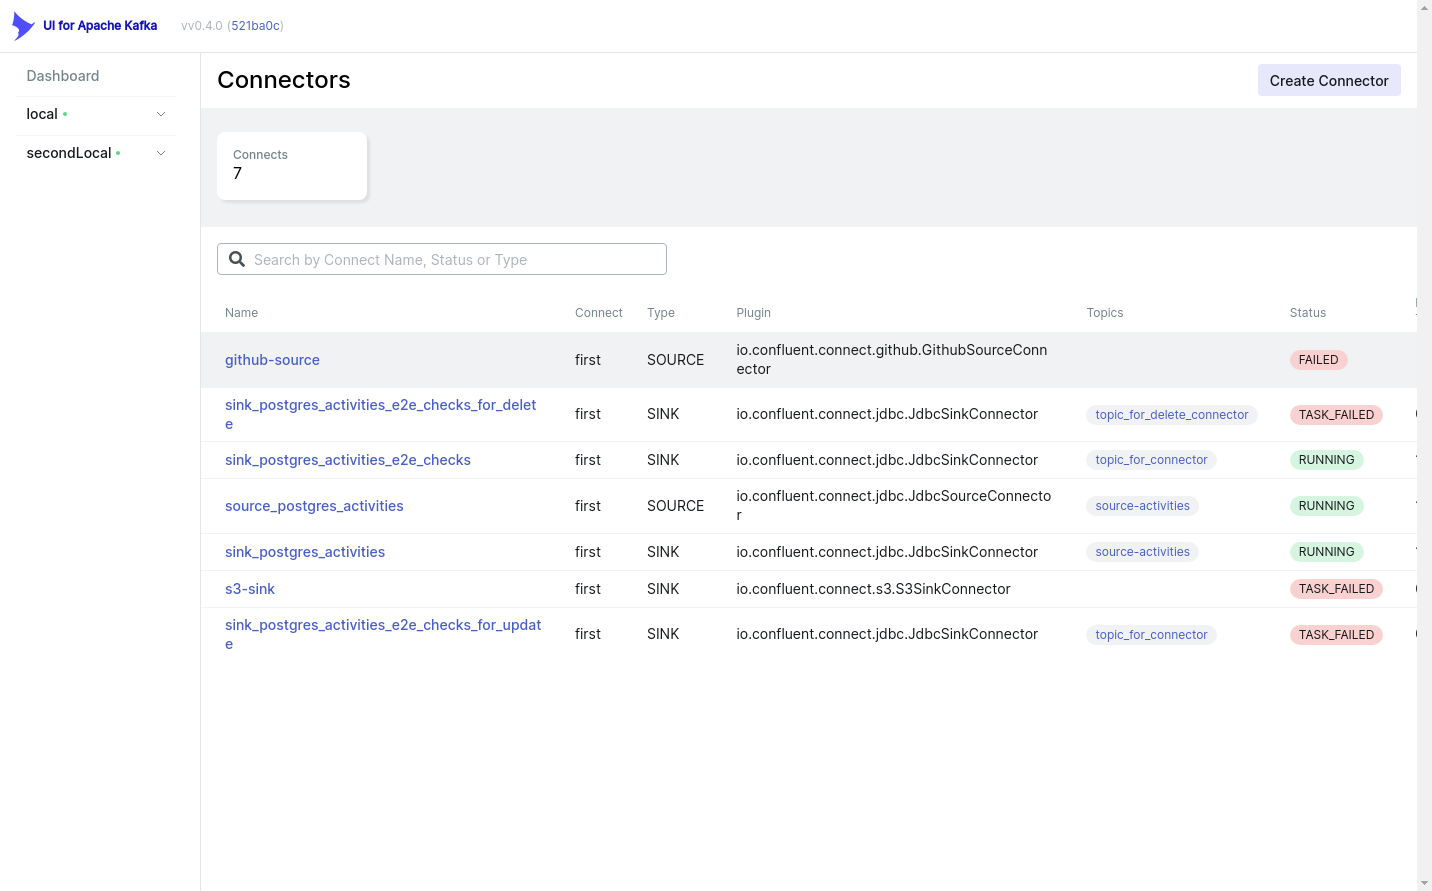 UI for Apache Kafka vv0.4.0 (521ba0c)
Dashboard
local
secondLocal
Connectors
Create Connector
Connects
7
Search by Connect Name, Status or Type
Name Connect Type Plugin Topics Status
github-source first SOURCE io.confluent.connect.github.GithubSourceConn
ector FAILED
sink_postgres_activities_e2e_checks_for_delet
e first SINK io.confluent.connect.jdbc.JdbcSinkConnector topic_for_delete_connector TASK_FAILED
sink_postgres_activities_e2e_checks first SINK io.confluent.connect.jdbc.JdbcSinkConnector topic_for_connector RUNNING
source_postgres_activities first SOURCE io.confluent.connect.jdbc.JdbcSourceConnecto
r source-activities RUNNING
sink_postgres_activities first SINK io.confluent.connect.jdbc.JdbcSinkConnector source-activities RUNNING
s3-sink first SINK io.confluent.connect.s3.S3SinkConnector TASK_FAILED
sink_postgres_activities_e2e_checks_for_updat
e first SINK io.confluent.connect.jdbc.JdbcSinkConnector topic_for_connector TASK_FAILED